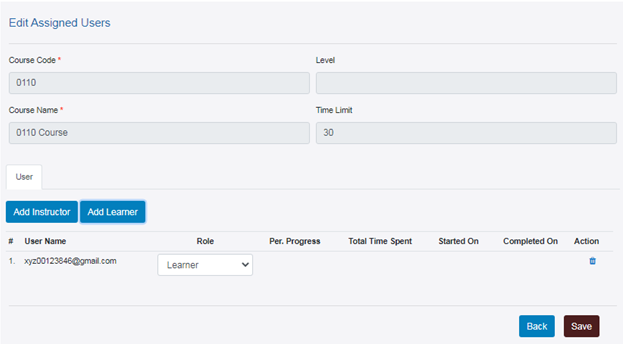 Edit Assigned Users
Course Code * Level
0110
Course Name * Time Limit
0110 Course 30
User
Add Instructor Add Learner
# User Name Role Per. Progress Total Time Spent Started On Completed On Action
1. xyz00123846@gmail.com Learner
Back Save